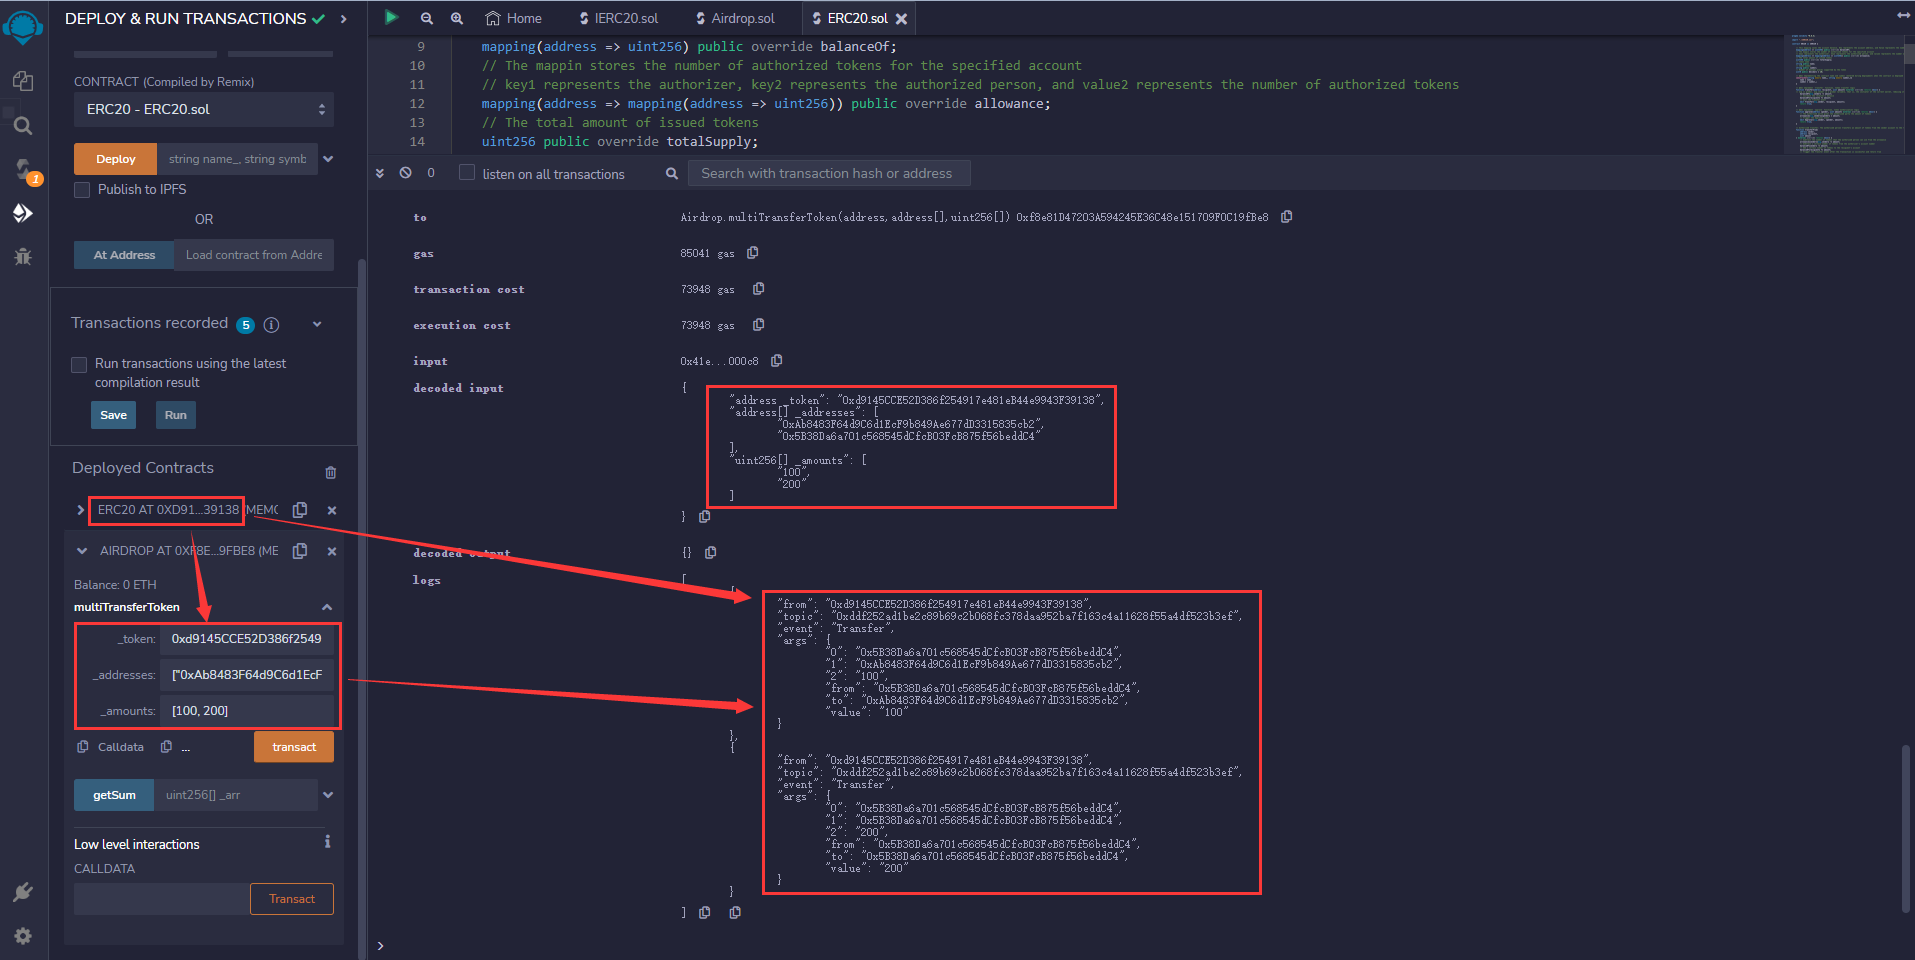 DEPLOY & RUN TRANSACTIONS
CONTRACT (Compiled by Remix)
ERC20 - ERC20.sol
Deploy
string name_, string symb
Publish to IPFS
OR
At Address
Load contract from Addre
Transactions recorded 5 i
Run transactions using the latest
compilation result
Save
Run
Deployed Contracts
ERC20 AT 0XD91...39138 (MEMO
AIRDROP AT 0XF8E...9FBE8 (ME
Balance: 0 ETH
multiTransferToken
_token: 0xd9145CCE52D386f2549
_addresses: ["0xAb8483F64d9C6d1EcF
_amounts: [100, 200]
Calldata
...
transact
getSum
uint256[] _arr
Low level interactions
i
CALLDATA
Transact
1
Home
IERC20.sol
Airdrop.sol
ERC20.sol
9 mapping(address => uint256) public override balanceOf;
10 // The mappin stores the number of authorized tokens for the specified account
11 // key1 represents the authorizer, key2 represents the authorized person, and value2 represents the number of authorized tokens
12 mapping(address => mapping(address => uint256)) public override allowance;
13 // The total amount of issued tokens
14 uint256 public override totalSupply;
0
listen on all transactions
Search with transaction hash or address
to Airdrop.multiTransferToken(address,address[],uint256[]) 0xf8e81D47203A594245E36C48e151709F0C19fBe8
gas 85041 gas
transaction cost 73948 gas
execution cost 73948 gas
input 0x41e...000c8
decoded input {
"address _token": "0xd9145CCE52D386f254917e481eB44e9943F39138",
"address[] _addresses": [
"0xAb8483F64d9C6d1EcF9b849Ae677dD3315835cb2",
"0x5B38Da6a701c568545dCfcB03FcB875f56beddC4"
],
"uint256[] _amounts": [
"100",
"200"
]
}
decoded output {}
logs [
{
"from": "0xd9145CCE52D386f254917e481eB44e9943F39138",
"topic": "0xddf252ad1be2c89b69c2b068fc378daa952ba7f163c4a11628f55a4df523b3ef",
"event": "Transfer",
"args": {
"0": "0x5B38Da6a701c568545dCfcB03FcB875f56beddC4",
"1": "0xAb8483F64d9C6d1EcF9b849Ae677dD3315835cb2",
"2": "100",
"from": "0x5B38Da6a701c568545dCfcB03FcB875f56beddC4",
"to": "0xAb8483F64d9C6d1EcF9b849Ae677dD3315835cb2",
"value": "100"
}
},
{
"from": "0xd9145CCE52D386f254917e481eB44e9943F39138",
"topic": "0xddf252ad1be2c89b69c2b068fc378daa952ba7f163c4a11628f55a4df523b3ef",
"event": "Transfer",
"args": {
"0": "0x5B38Da6a701c568545dCfcB03FcB875f56beddC4",
"1": "0x5B38Da6a701c568545dCfcB03FcB875f56beddC4",
"2": "200",
"from": "0x5B38Da6a701c568545dCfcB03FcB875f56beddC4",
"to": "0x5B38Da6a701c568545dCfcB03FcB875f56beddC4",
"value": "200"
}
}
]
>